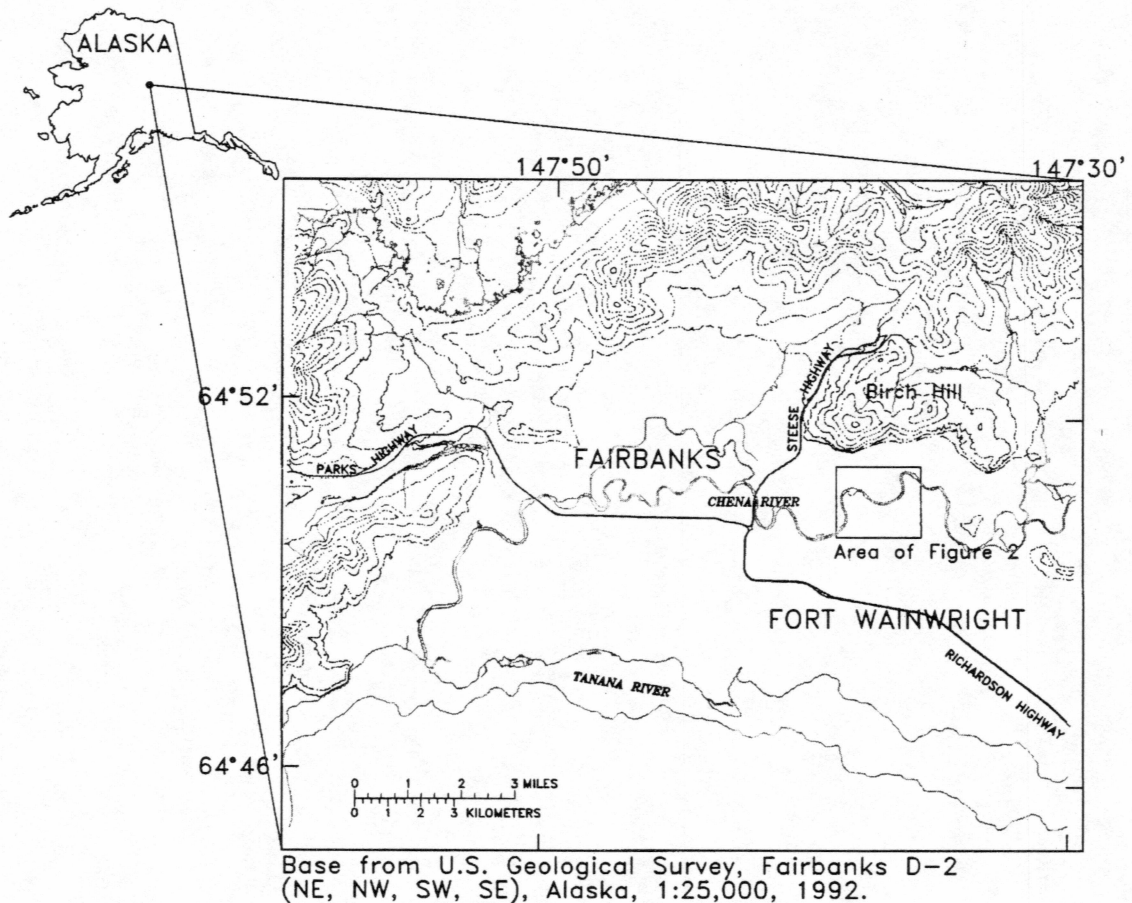 ALASKA
147°50'
147°30'
64°52'
STEESE HIGHWAY
Birch Hill
PARKS HIGHWAY
FAIRBANKS
CHENA RIVER
Area of Figure 2
FORT WAINWRIGHT
RICHARDSON HIGHWAY
TANANA RIVER
64°46'
0 1 2 3 MILES
0 1 2 3 KILOMETERS
Base from U.S. Geological Survey, Fairbanks D-2
(NE, NW, SW, SE), Alaska, 1:25,000, 1992.